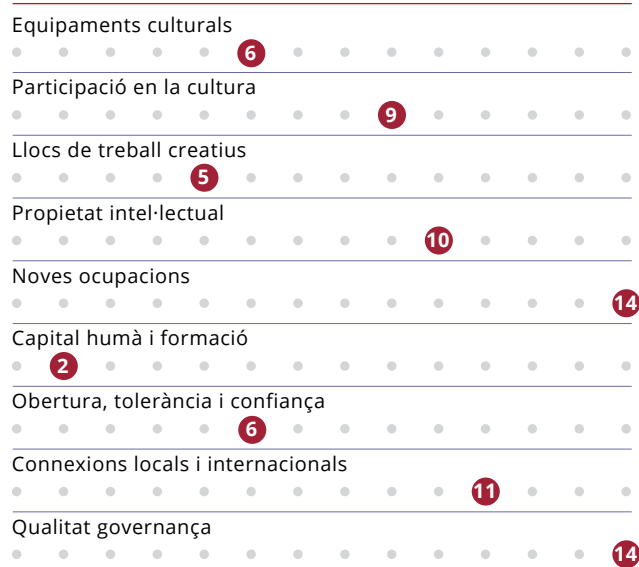 Equipaments culturals
6
Participació en la cultura
9
Llocs de treball creatius
5
Propietat intel·lectual
10
Noves ocupacions
14
Capital humà i formació
2
Obertura, tolerància i confiança
6
Connexions locals i internacionals
11
Qualitat governança
14